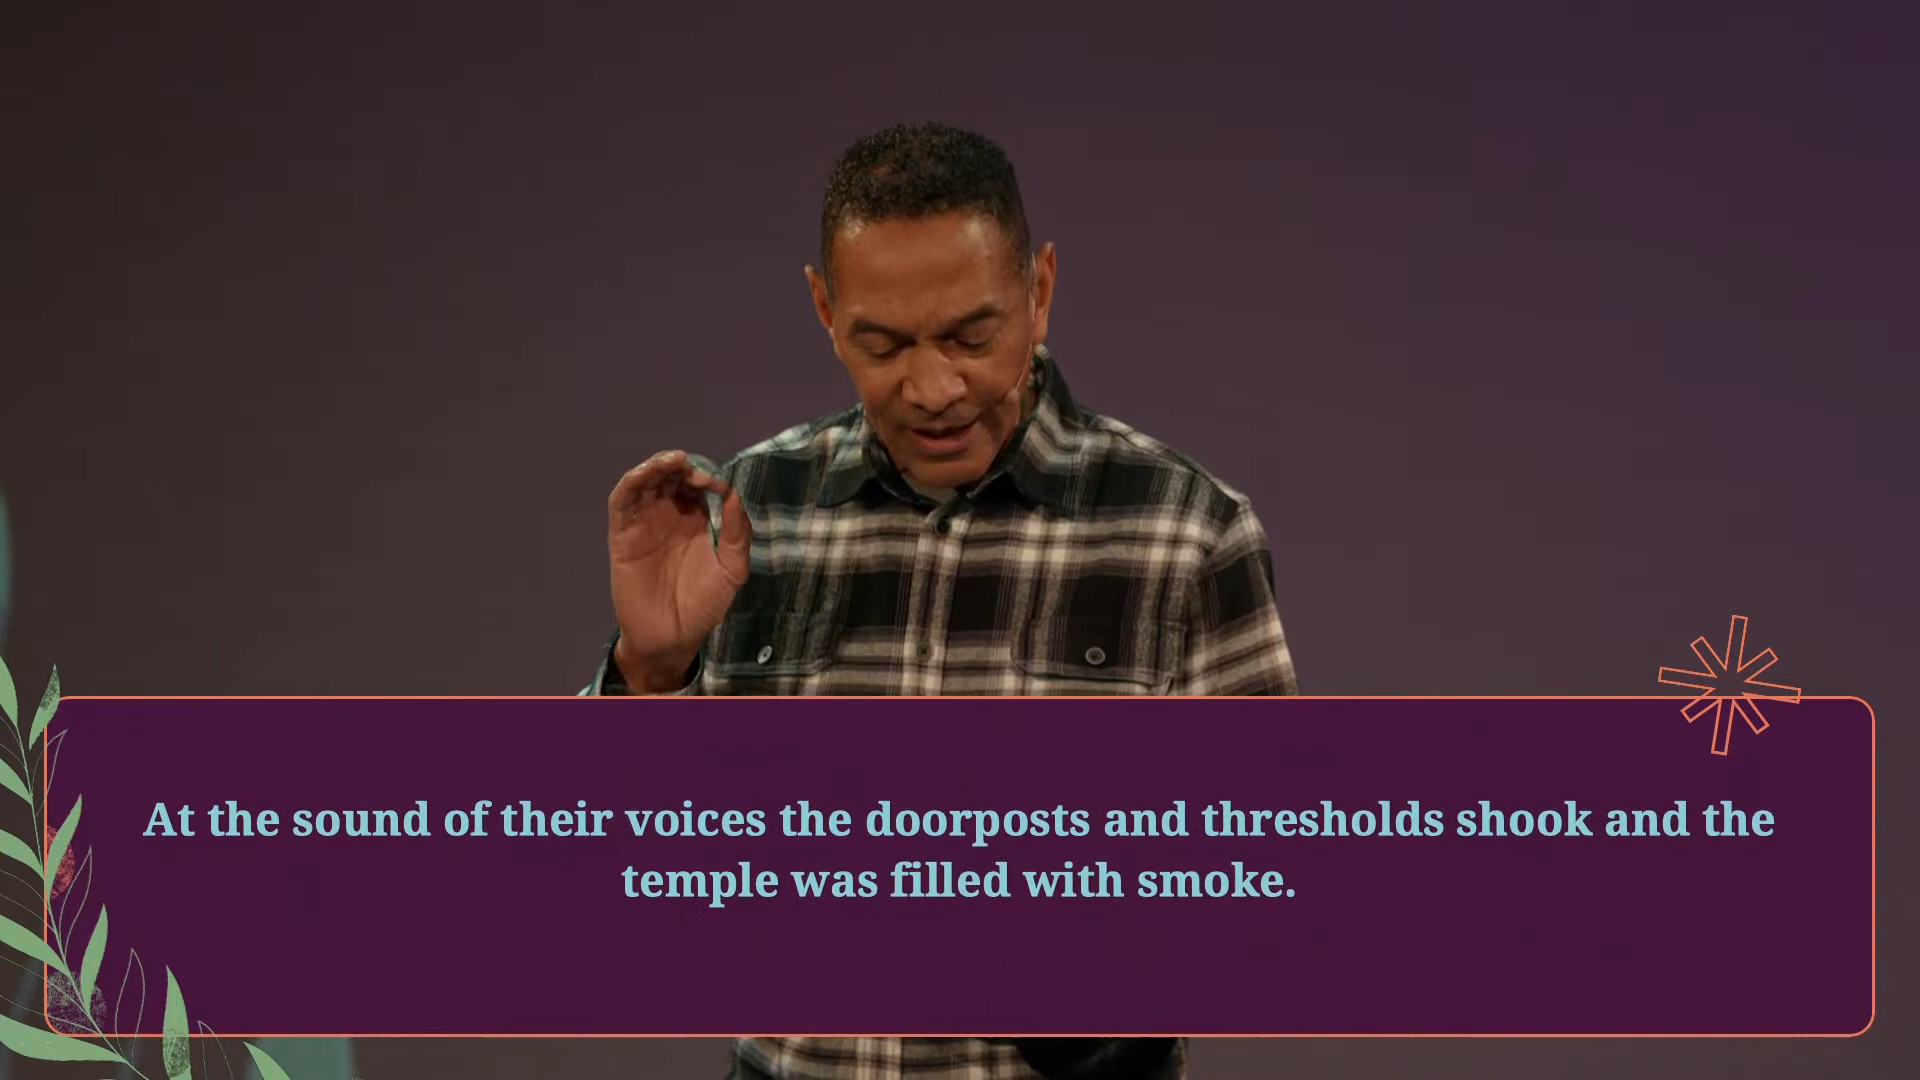 At the sound of their voices the doorposts and thresholds shook and the
temple was filled with smoke.